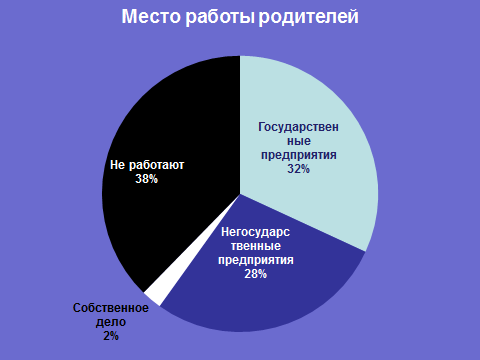 Место работы родителей
Государствен
ные
предприятия
32%
Не работают
38%
Негосударс
твенные
предприятия
28%
Собственное
дело
2%